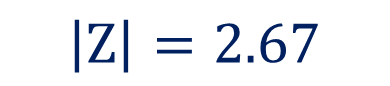 |Z| = 2.67